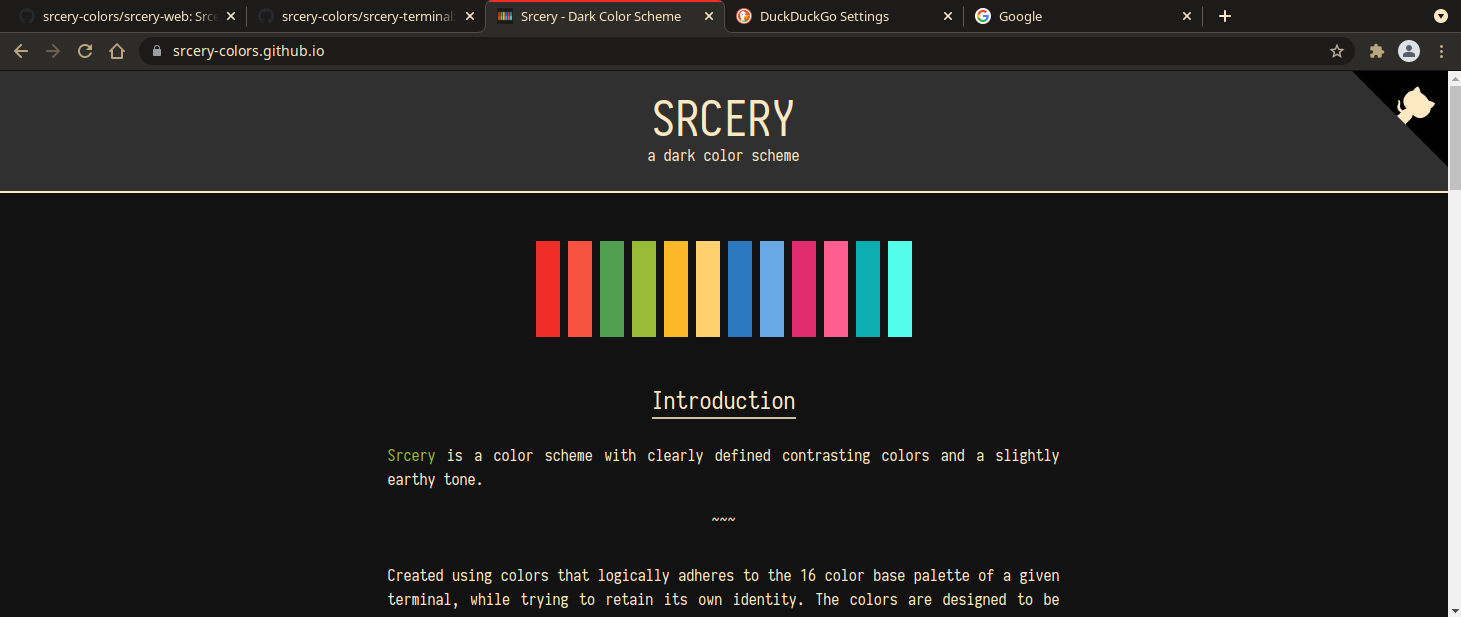 srcery-colors/srcery-web: Srce
srcery-colors/srcery-terminal:
Srcery - Dark Color Scheme
DuckDuckGo Settings
Google
srcery-colors.github.io
SRCERY
a dark color scheme
Introduction
Srcery is a color scheme with clearly defined contrasting colors and a slightly
earthy tone.
~~~
Created using colors that logically adheres to the 16 color base palette of a given
terminal, while trying to retain its own identity. The colors are designed to be